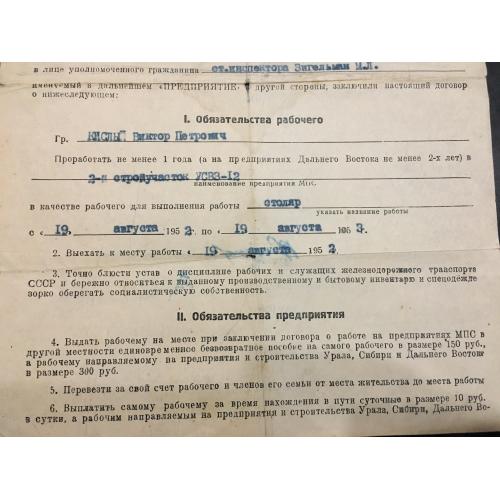 в лице уполномоченного гражданина ст.инспектора Зигельман М.Л.
именуемый в дальнейшем «ПРЕДПРИЯТИЕ» с другой стороны, заключили настоящий договор
о нижеследующем:
I. Обязательства рабочего
Гр. КИСЛЫЙ Виктор Петрович
Проработать не менее 1 года (а на предприятиях Дальнего Востока не менее 2-х лет) в
2-й стройучасток УСВЗ-12
наименование предприятия МПС.
в качестве рабочего для выполнения работы столяр
указать название работы
с «19. августа 1952. по «19 августа 1953.
2. Выехать к месту работы «19 августа 1952.
3. Точно блюсти устав о дисциплине рабочих и служащих железнодорожного транспорта
СССР и бережно относиться к выданному производственному и бытовому инвентарю и спецодежде
зорко оберегать социалистическую собственность.
II. Обязательства предприятия
4. Выдать рабочему на месте при заключении договора о работе на предприятиях МПС в
другой местности единовременное безвозвратное пособие на самого рабочего в размере 150 руб.,
а рабочему направляемому на предприятия и строительства Урала, Сибири и Дальнего Востока
в размере 300 руб.
5. Перевезти за свой счет рабочего и членов его семьи от места жительства до места работы
6. Выплатить самому рабочему за время нахождения в пути суточные в размере 10 руб.
в сутки, а рабочим направляемым на предприятия и строительства Урала, Сибири, Дальнего Во-